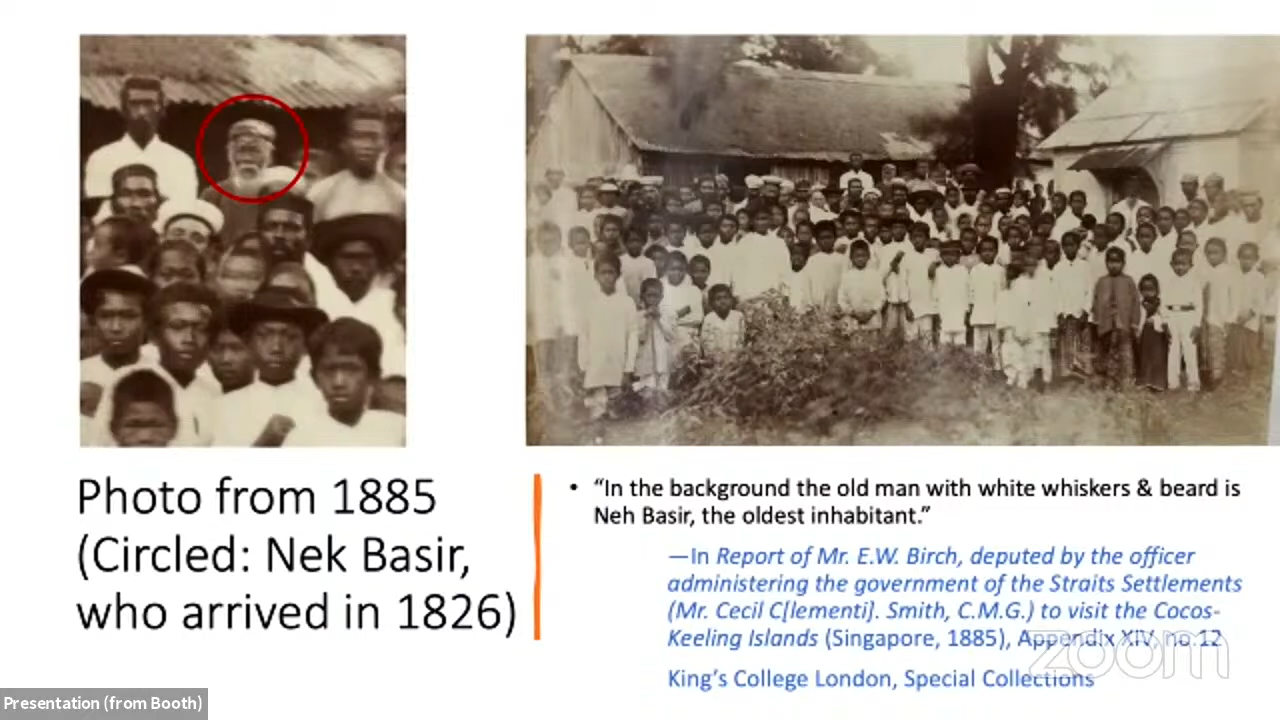 Photo from 1885
(Circled: Nek Basir,
who arrived in 1826)
• “In the background the old man with white whiskers & beard is
Neh Basir, the oldest inhabitant.”
—In Report of Mr. E.W. Birch, deputed by the officer
administering the government of the Straits Settlements
(Mr. Cecil C[lementi]. Smith, C.M.G.) to visit the Cocos-
Keeling Islands (Singapore, 1885), Appendix XIV, no.12
King’s College London, Special Collections
zoom
Presentation (from Booth)